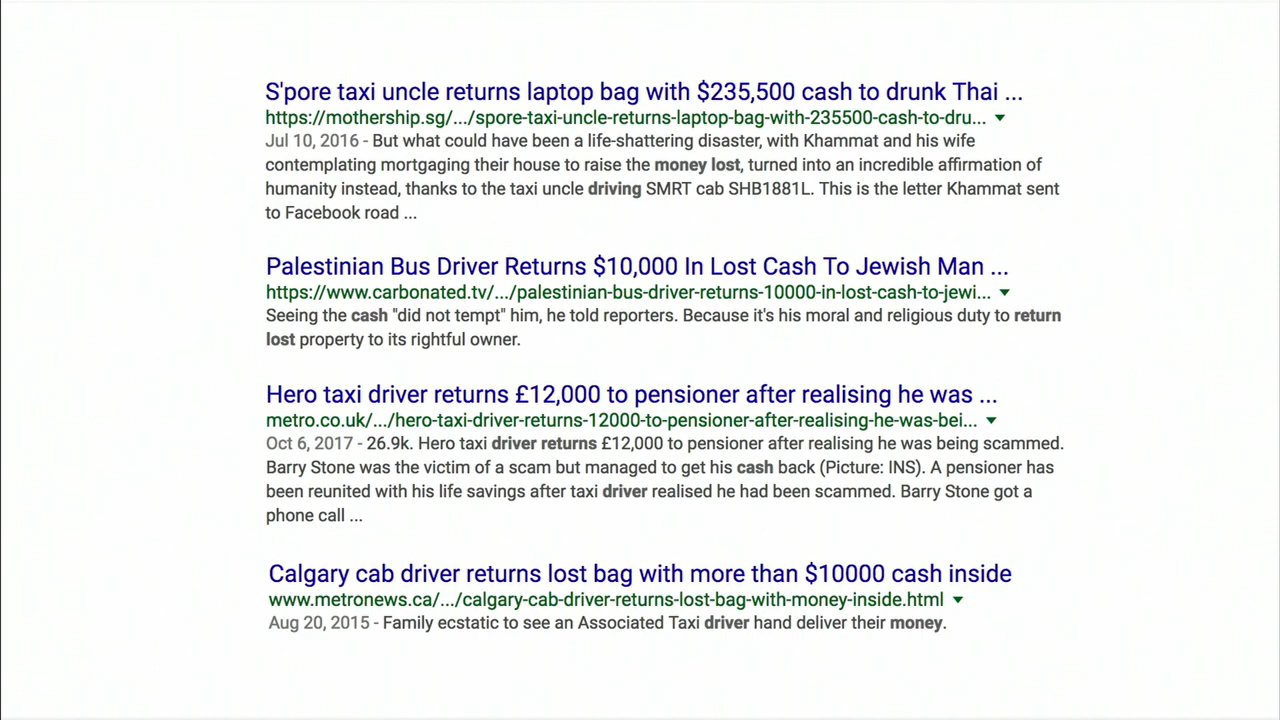 S'pore taxi uncle returns laptop bag with $235,500 cash to drunk Thai ...
https://mothership.sg/.../spore-taxi-uncle-returns-laptop-bag-with-235500-cash-to-dru...
Jul 10, 2016 - But what could have been a life-shattering disaster, with Khammat and his wife
contemplating mortgaging their house to raise the money lost, turned into an incredible affirmation of
humanity instead, thanks to the taxi uncle driving SMRT cab SHB1881L. This is the letter Khammat sent
to Facebook road ...
Palestinian Bus Driver Returns $10,000 In Lost Cash To Jewish Man ...
https://www.carbonated.tv/.../palestinian-bus-driver-returns-10000-in-lost-cash-to-jewi...
Seeing the cash "did not tempt" him, he told reporters. Because it's his moral and religious duty to return
lost property to its rightful owner.
Hero taxi driver returns £12,000 to pensioner after realising he was ...
metro.co.uk/.../hero-taxi-driver-returns-12000-to-pensioner-after-realising-he-was-bei...
Oct 6, 2017 - 26.9k. Hero taxi driver returns £12,000 to pensioner after realising he was being scammed.
Barry Stone was the victim of a scam but managed to get his cash back (Picture: INS). A pensioner has
been reunited with his life savings after taxi driver realised he had been scammed. Barry Stone got a
phone call ...
Calgary cab driver returns lost bag with more than $10000 cash inside
www.metronews.ca/.../calgary-cab-driver-returns-lost-bag-with-money-inside.html
Aug 20, 2015 - Family ecstatic to see an Associated Taxi driver hand deliver their money.